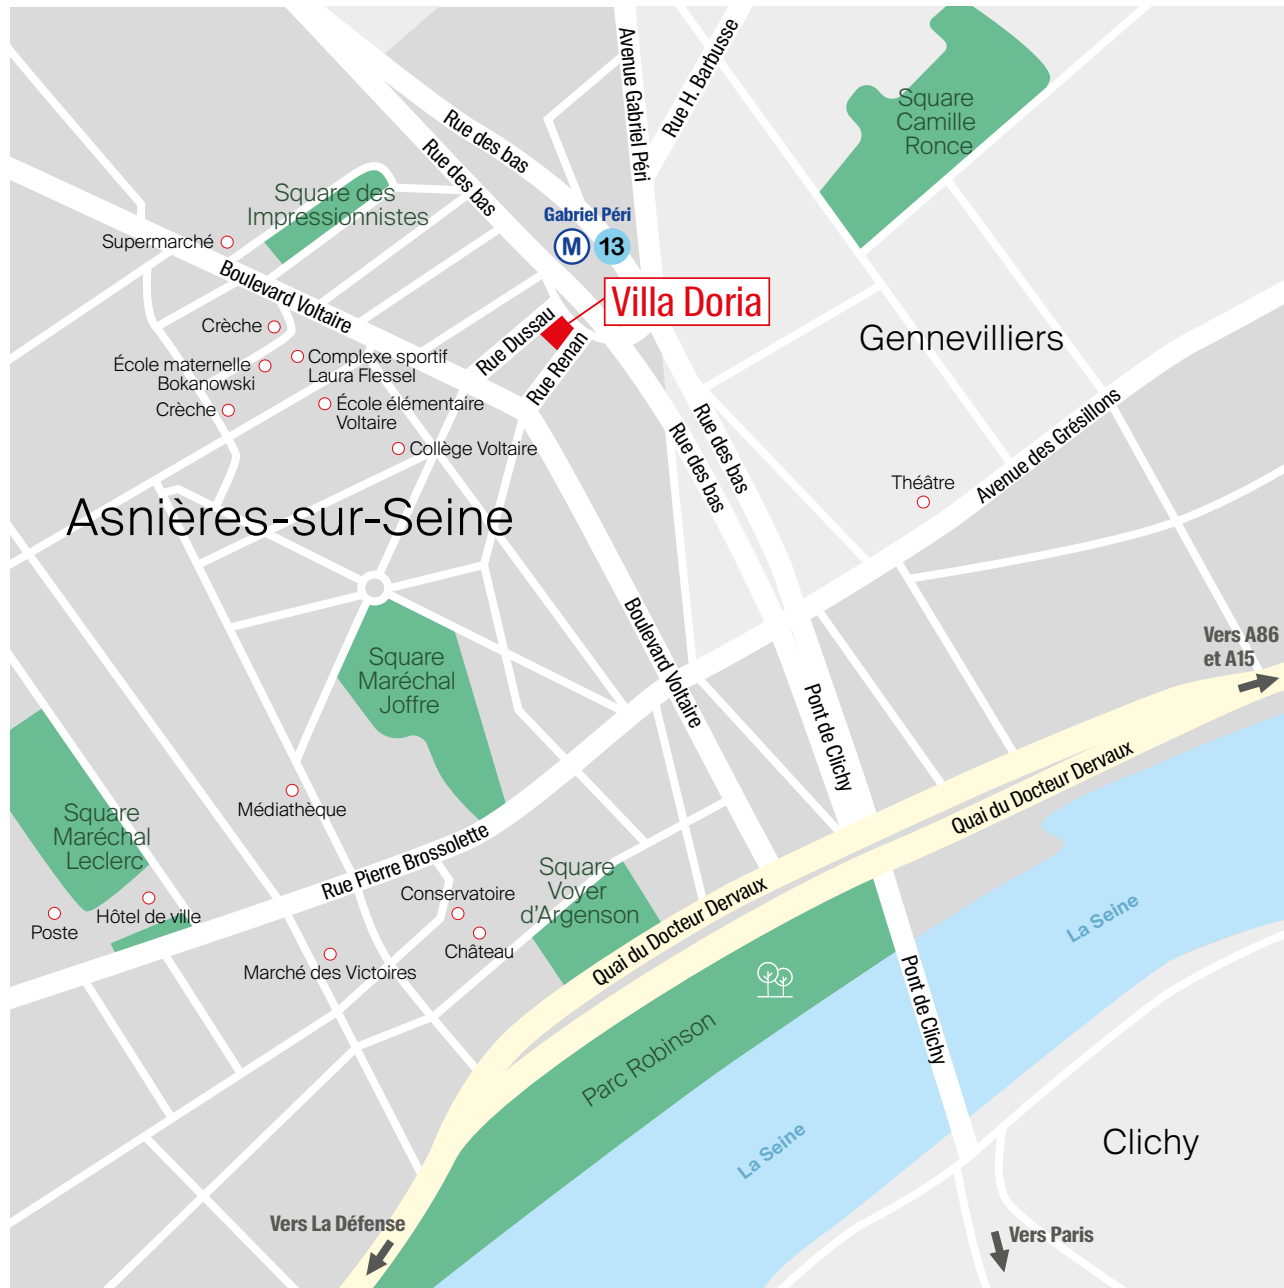 Avenue Gabriel Péri
Rue H. Barbusse
Square
Camille
Ronce
Rue des bas
Rue des bas
Square des
Impressionnistes
Gabriel Péri
M 13
Supermarché
Boulevard Voltaire
Villa Doria
Rue Dussau
Rue Renan
Gennevilliers
Crèche
Complexe sportif
Laura Flessel
École maternelle
Bokanowski
Crèche
École élémentaire
Voltaire
Collège Voltaire
Rue des bas
Rue des bas
Avenue des Grésillons
Théâtre
Asnières-sur-Seine
Boulevard Voltaire
Vers A86
et A15
Square
Maréchal
Joffre
Pont de Clichy
Quai du Docteur Dervaux
Médiathèque
Square
Maréchal
Leclerc
Rue Pierre Brossolette
Square
Voyer
d'Argenson
Conservatoire
Château
Hôtel de ville
Poste
Marché des Victoires
Quai du Docteur Dervaux
La Seine
Pont de Clichy
Parc Robinson
La Seine
Clichy
Vers La Défense
Vers Paris